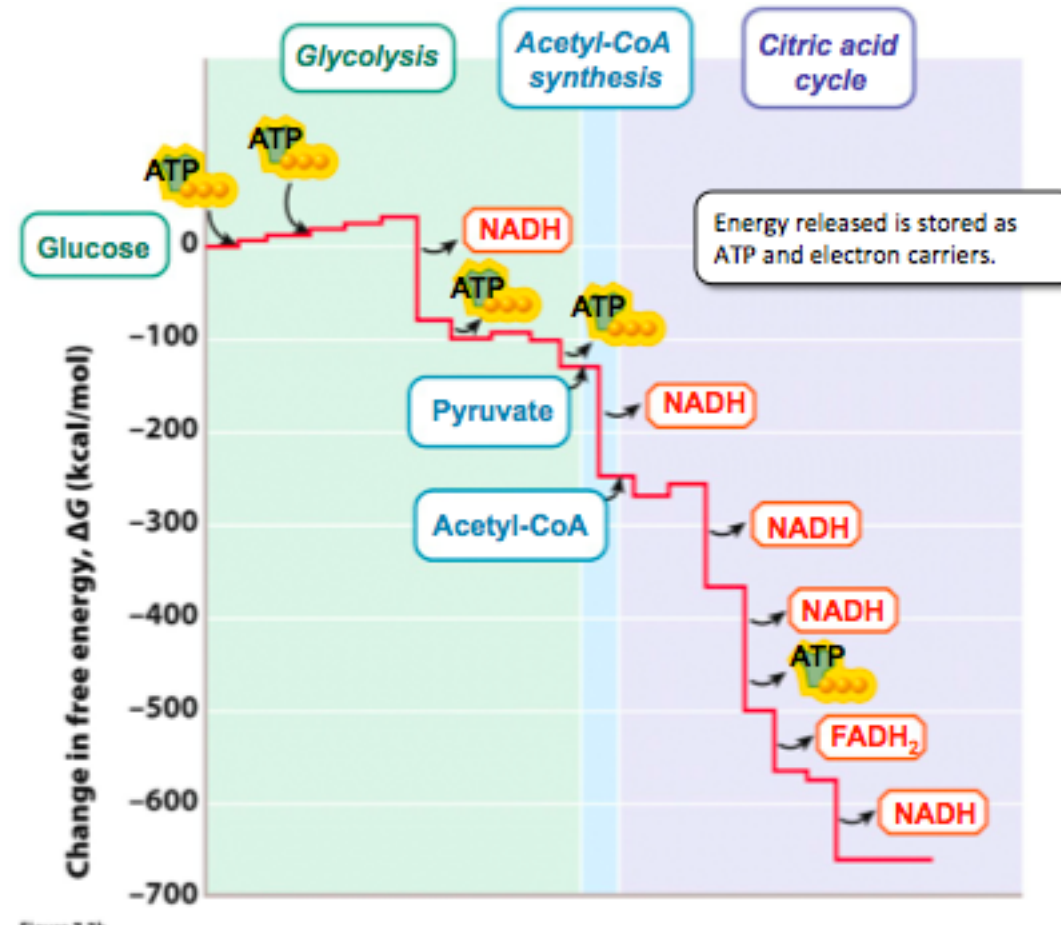 Glycolysis
Acetyl-CoA
synthesis
Citric acid
cycle
ATP
ATP
Glucose
NADH
Energy released is stored as
ATP and electron carriers.
ATP
ATP
Pyruvate
NADH
Acetyl-CoA
NADH
NADH
ATP
FADH₂
NADH
Change in free energy, ΔG (kcal/mol)
0
–100
–200
–300
–400
–500
–600
–700